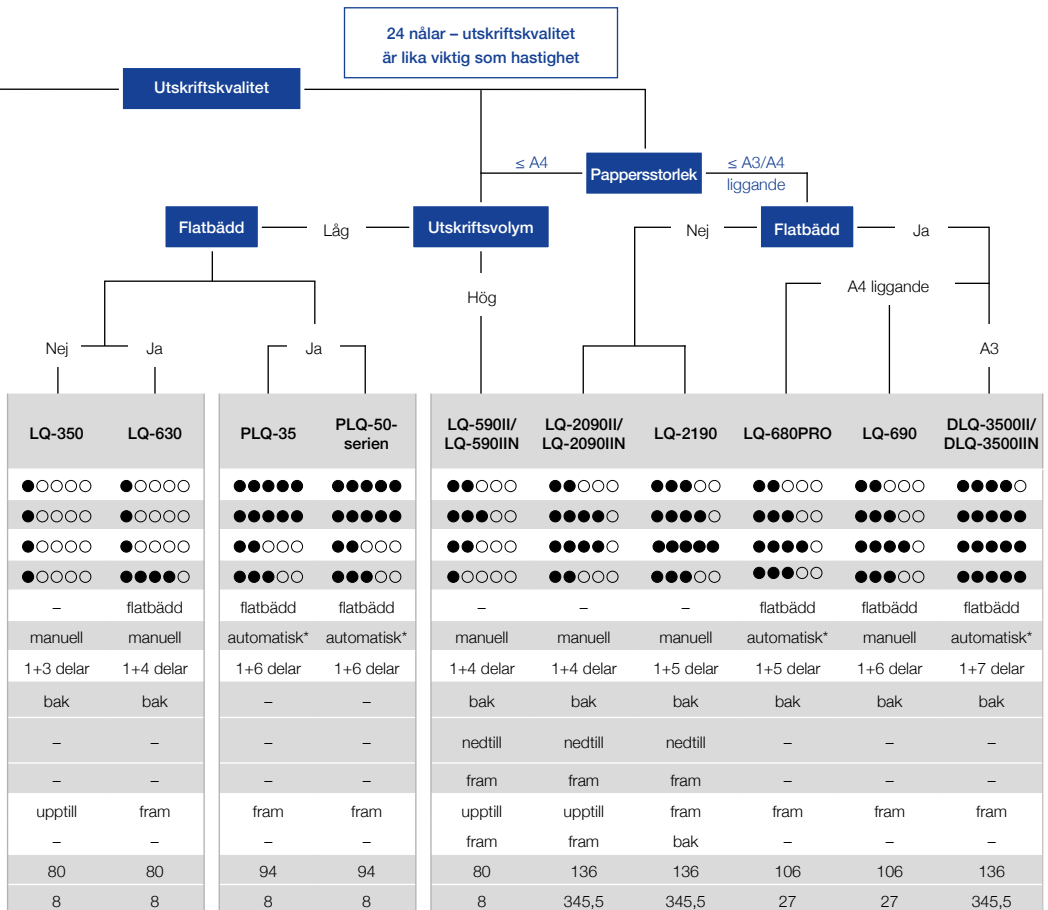 24 nålar – utskriftskvalitet
är lika viktig som hastighet
Utskriftskvalitet
≤ A4
Pappersstorlek
≤ A3/A4
liggande
Flatbädd
Låg
Utskriftsvolym
Nej
Flatbädd
Ja
Hög
A4 liggande
Nej
Ja
Ja
A3
LQ-350
LQ-630
PLQ-35
PLQ-50-
serien
LQ-590II/
LQ-590IIN
LQ-2090II/
LQ-2090IIN
LQ-2190
LQ-680PRO
LQ-690
DLQ-3500II/
DLQ-3500IIN
– flatbädd flatbädd flatbädd – – – flatbädd flatbädd flatbädd
manuell manuell automatisk* automatisk* manuell manuell manuell automatisk* manuell automatisk*
1+3 delar 1+4 delar 1+6 delar 1+6 delar 1+4 delar 1+4 delar 1+5 delar 1+5 delar 1+6 delar 1+7 delar
bak bak – – bak bak bak bak bak bak
– – – – nedtill nedtill nedtill – – –
– – – – fram fram fram – – –
upptill fram fram fram upptill upptill fram fram fram fram
– – – – fram fram bak – – –
80 80 94 94 80 136 136 106 106 136
8 8 8 8 8 345,5 345,5 27 27 345,5